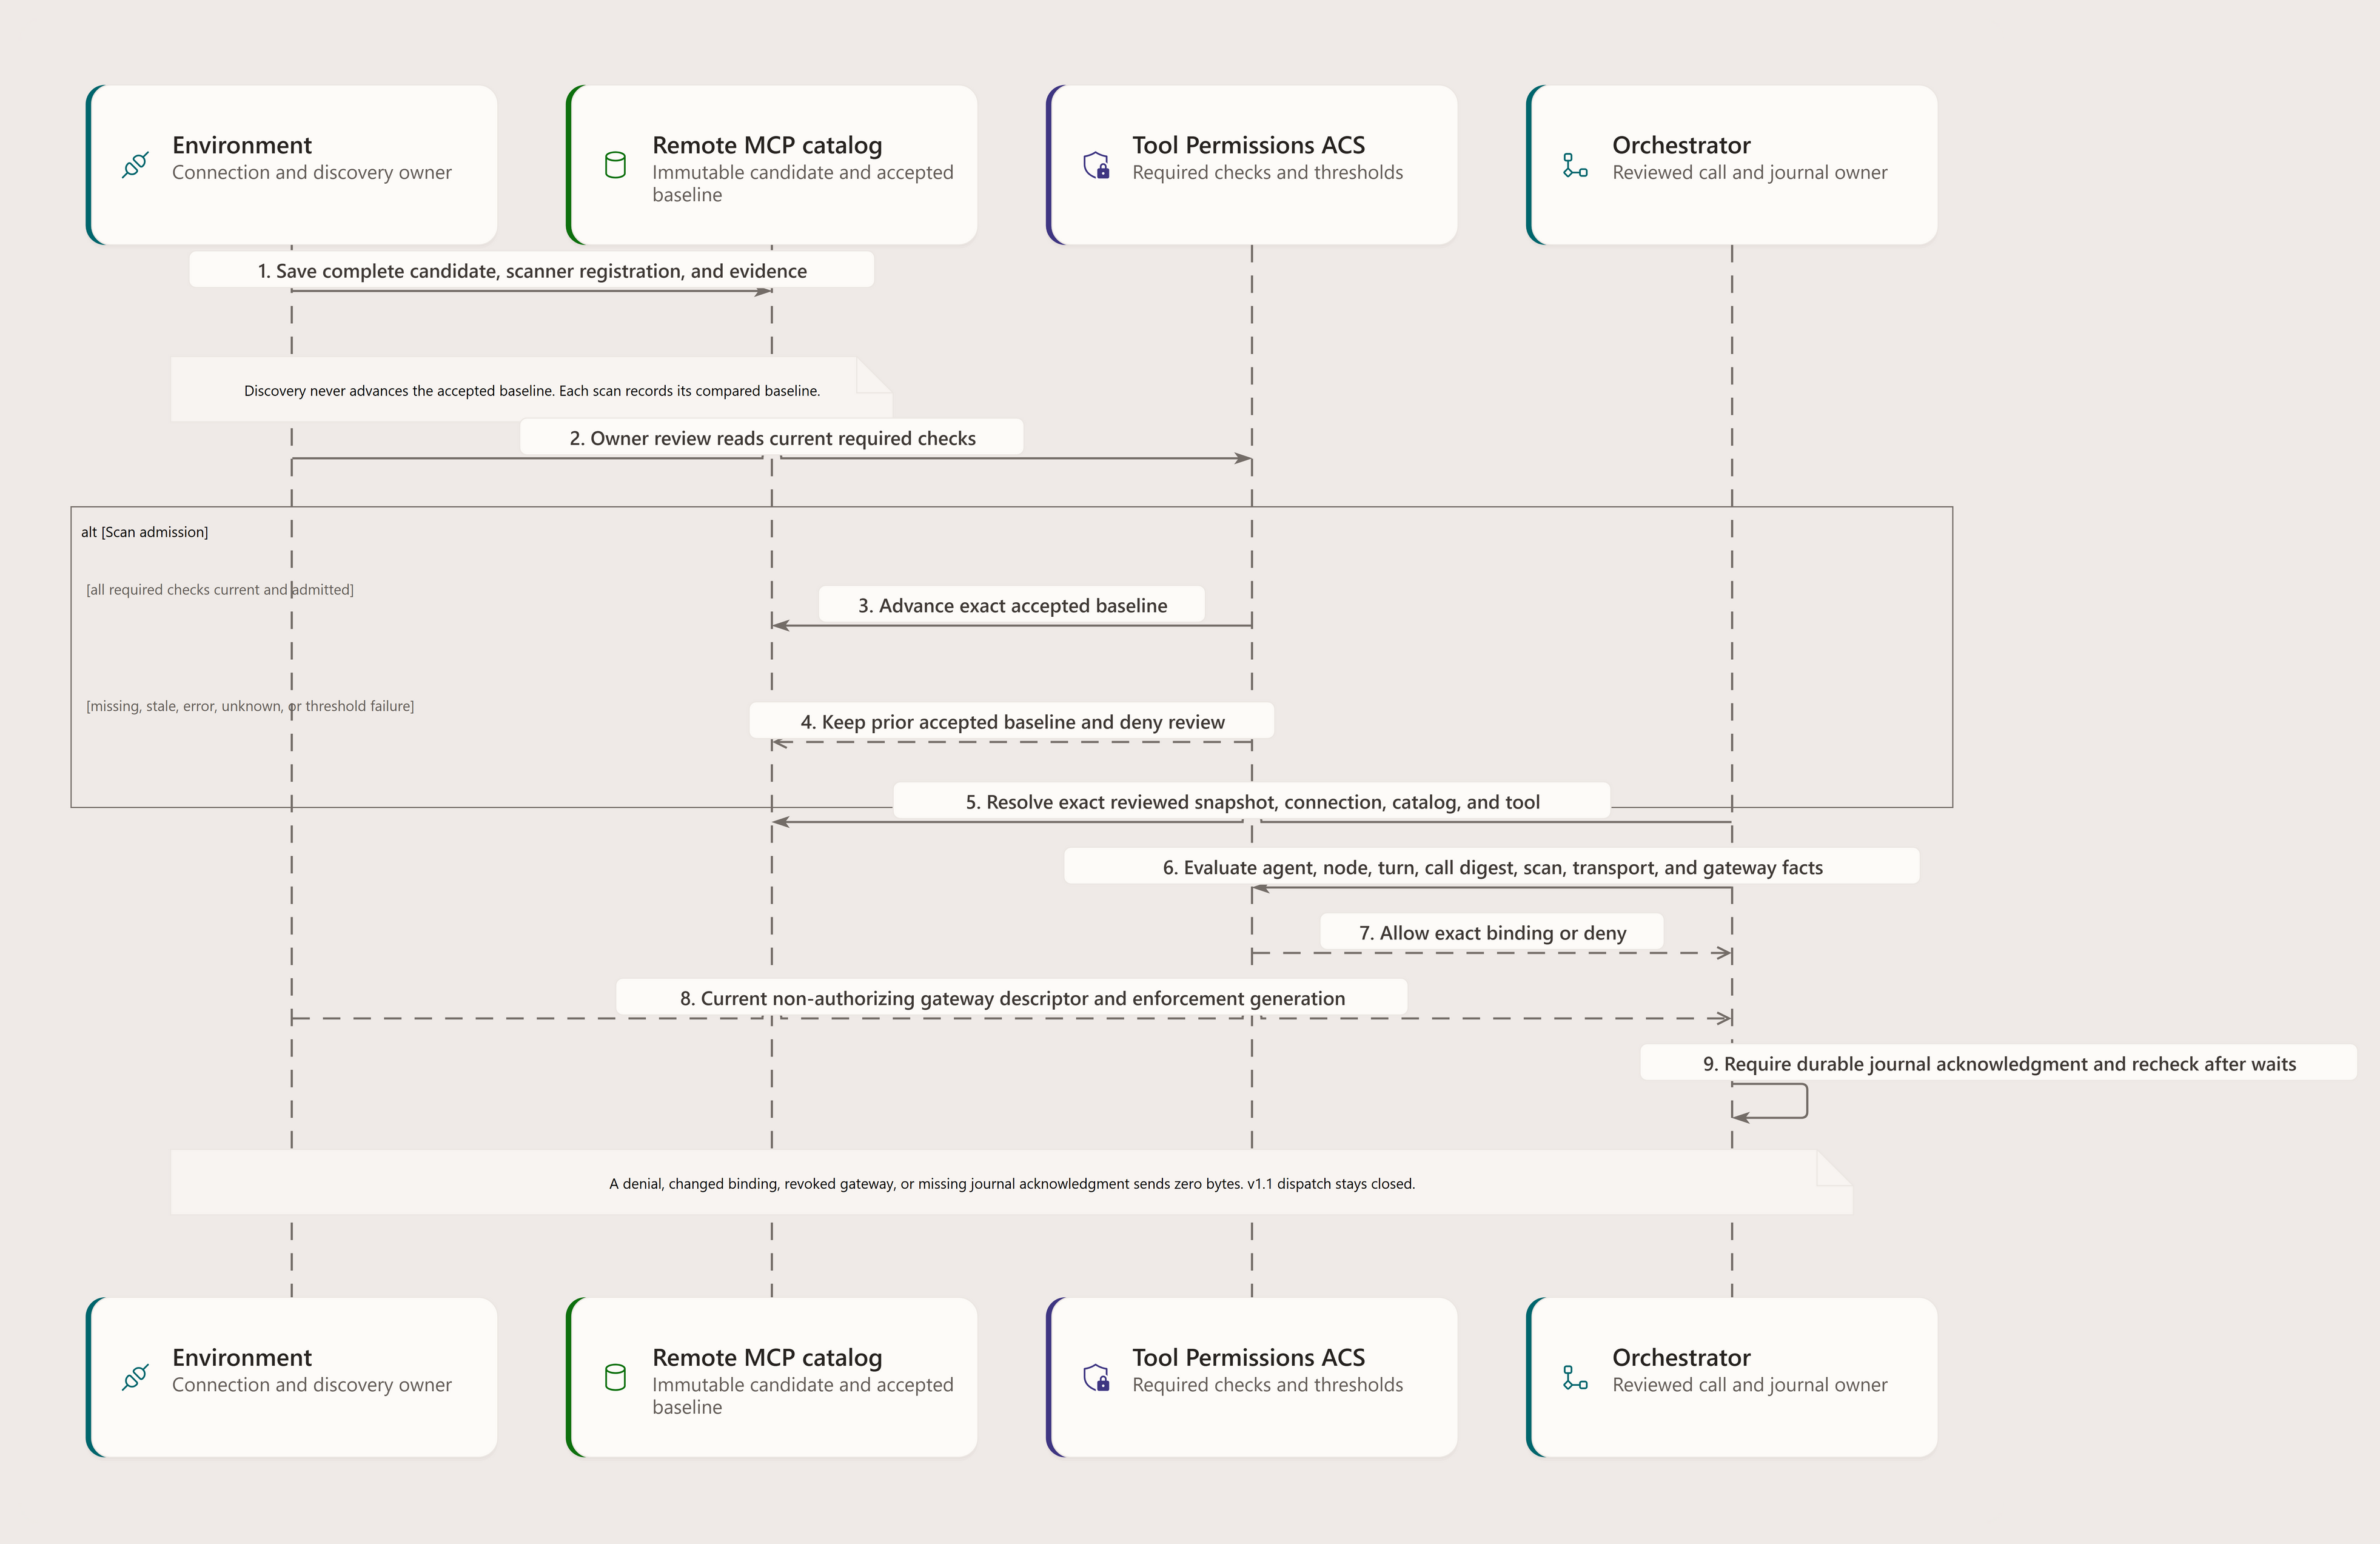 Environment
Connection and discovery owner
Remote MCP catalog
Immutable candidate and accepted
baseline
Tool Permissions ACS
Required checks and thresholds
Orchestrator
Reviewed call and journal owner
1. Save complete candidate, scanner registration, and evidence
Discovery never advances the accepted baseline. Each scan records its compared baseline.
2. Owner review reads current required checks
alt [Scan admission]
[all required checks current and admitted]
3. Advance exact accepted baseline
[missing, stale, error, unknown, or threshold failure]
4. Keep prior accepted baseline and deny review
5. Resolve exact reviewed snapshot, connection, catalog, and tool
6. Evaluate agent, node, turn, call digest, scan, transport, and gateway facts
7. Allow exact binding or deny
8. Current non-authorizing gateway descriptor and enforcement generation
9. Require durable journal acknowledgment and recheck after waits
A denial, changed binding, revoked gateway, or missing journal acknowledgment sends zero bytes. v1.1 dispatch stays closed.
Environment
Connection and discovery owner
Remote MCP catalog
Immutable candidate and accepted
baseline
Tool Permissions ACS
Required checks and thresholds
Orchestrator
Reviewed call and journal owner